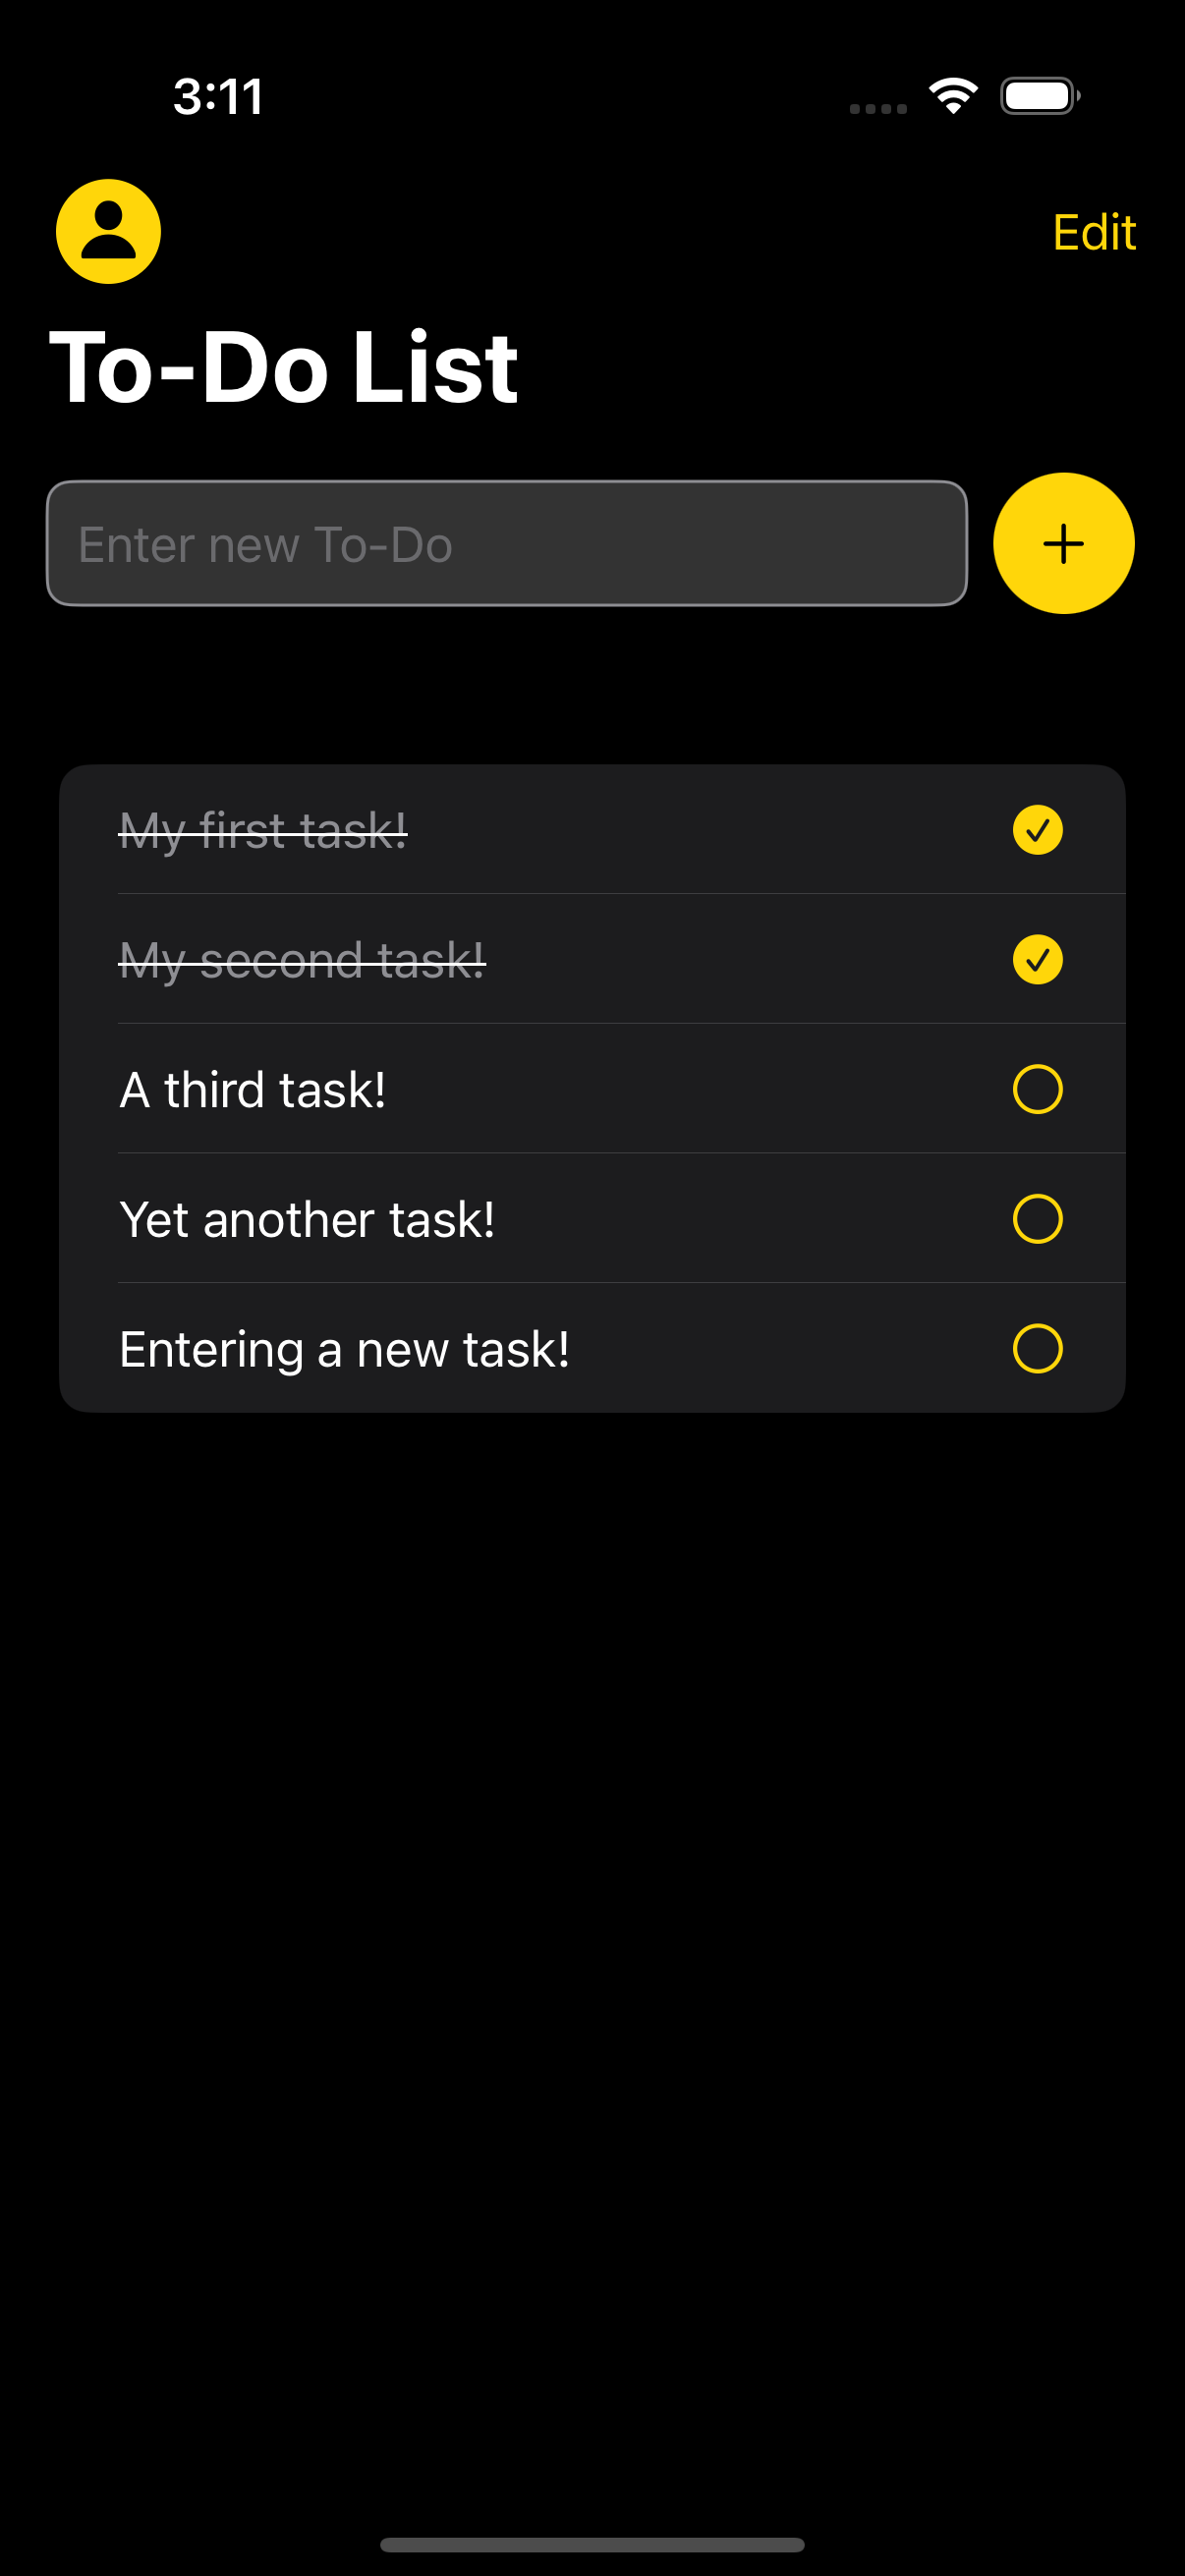 3:11
Edit
To-Do List
Enter new To-Do
My first task!
My second task!
A third task!
Yet another task!
Entering a new task!